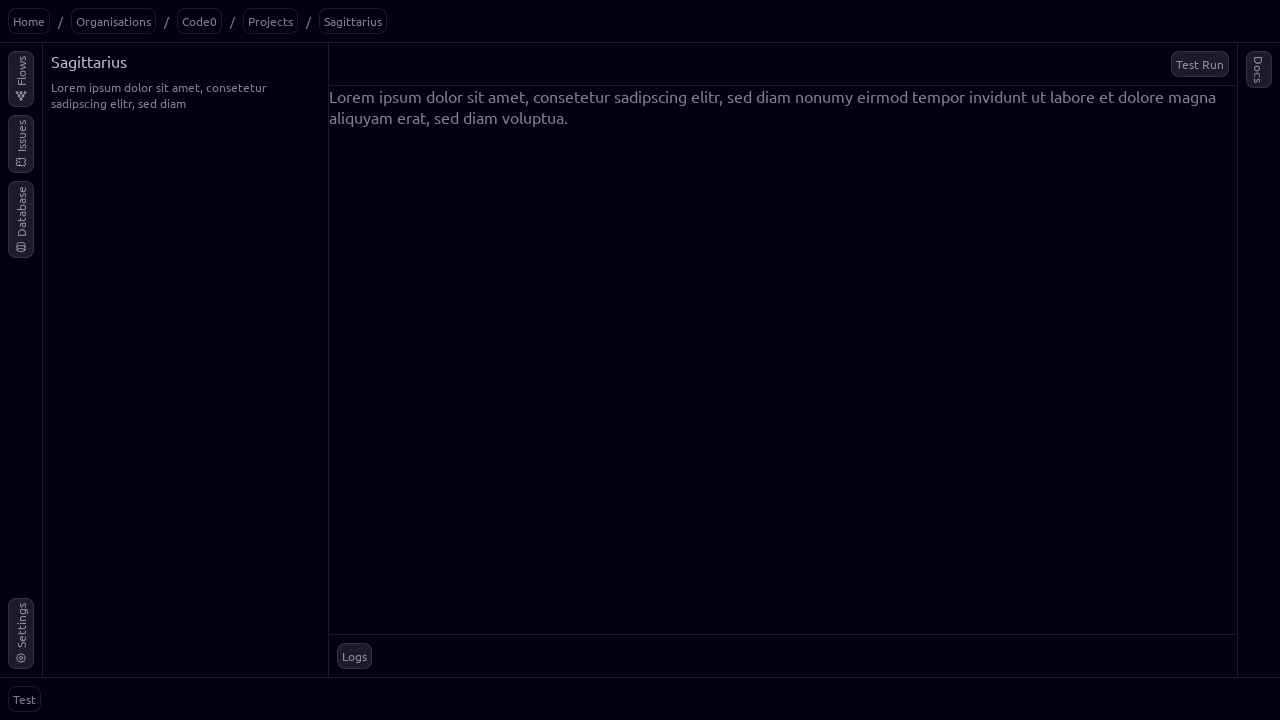 Home / Organisations / Code0 / Projects / Sagittarius
Flows
Issues
Database
Settings
Sagittarius
Lorem ipsum dolor sit amet, consetetur
sadipscing elitr, sed diam
Test Run
Lorem ipsum dolor sit amet, consetetur sadipscing elitr, sed diam nonumy eirmod tempor invidunt ut labore et dolore magna
aliquyam erat, sed diam voluptua.
Logs
Docs
Test